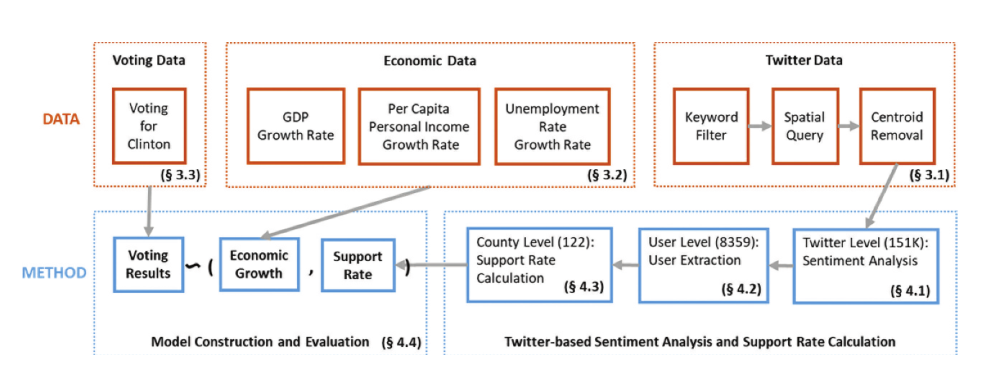 Voting Data
Economic Data
Twitter Data
DATA
Voting
for
Clinton
(§ 3.3)
GDP
Growth Rate
Per Capita
Personal Income
Growth Rate
Unemployment
Rate
Growth Rate
(§ 3.2)
Keyword
Filter
Spatial
Query
Centroid
Removal
(§ 3.1)
METHOD
Voting
Results
~ (
Economic
Growth
,
Support
Rate
)
Model Construction and Evaluation (§ 4.4)
County Level (122):
Support Rate
Calculation
(§ 4.3)
User Level (8359):
User Extraction
(§ 4.2)
Twitter Level (151K):
Sentiment Analysis
(§ 4.1)
Twitter-based Sentiment Analysis and Support Rate Calculation